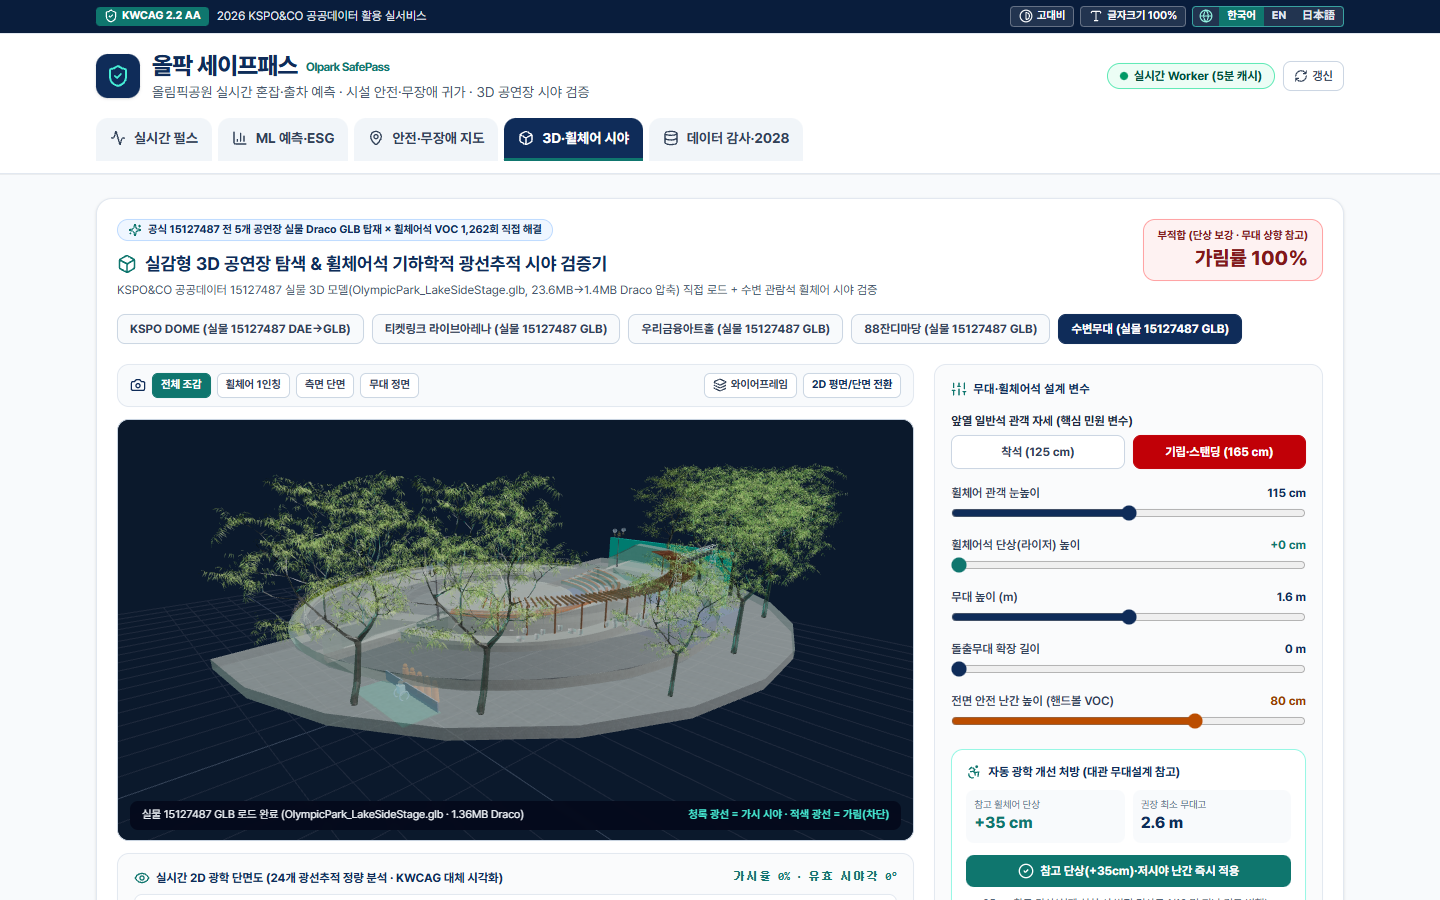 KWCAG 2.2 AA 2026 KSPO&CO 공공데이터 활용 실서비스
고대비 글자크기 100% 한국어 EN 日本語
올팍 세이프패스 Olpark SafePass
올림픽공원 실시간 혼잡·출차 예측 · 시설 안전·무장애 귀가 · 3D 공연장 시야 검증
실시간 Worker (5분 캐시) 갱신
실시간 펄스 ML 예측·ESG 안전·무장애 지도 3D·휠체어 시야 데이터 감사·2028
공식 15127487 전 5개 공연장 실물 Draco GLB 탑재 × 휠체어석 VOC 1,262회 직접 해결
실감형 3D 공연장 탐색 & 휠체어석 기하학적 광선추적 시야 검증기
KSPO&CO 공공데이터 15127487 실물 3D 모델(OlympicPark_LakeSideStage.glb, 23.6MB→1.4MB Draco 압축) 직접 로드 + 수변 관람석 휠체어 시야 검증
부적합 (단상 보강 · 무대 상향 참고)
가림률 100%
KSPO DOME (실물 15127487 DAE→GLB) 티켓링크 라이브아레나 (실물 15127487 GLB) 우리금융아트홀 (실물 15127487 GLB) 88잔디마당 (실물 15127487 GLB) 수변무대 (실물 15127487 GLB)
전체 조감 휠체어 1인칭 측면 단면 무대 정면 와이어프레임 2D 평면/단면 전환
실물 15127487 GLB 로드 완료 (OlympicPark_LakeSideStage.glb · 1.36MB Draco) 청록 광선 = 가시 시야 · 적색 광선 = 가림(차단)
실시간 2D 광학 단면도 (24개 광선추적 정량 분석 · KWCAG 대체 시각화) 가시율 0% · 유효 시야각 0°
무대·휠체어석 설계 변수
앞열 일반석 관객 자세 (핵심 민원 변수)
착석 (125 cm) 기립·스탠딩 (165 cm)
휠체어 관객 눈높이 115 cm
휠체어석 단상(라이저) 높이 +0 cm
무대 높이 (m) 1.6 m
돌출무대 확장 길이 0 m
전면 안전 난간 높이 (핸드볼 VOC) 80 cm
자동 광학 개선 처방 (대관 무대설계 참고)
참고 휠체어 단상 권장 최소 무대고
+35 cm 2.6 m
참고 단상(+35cm)·저시야 난간 즉시 적용